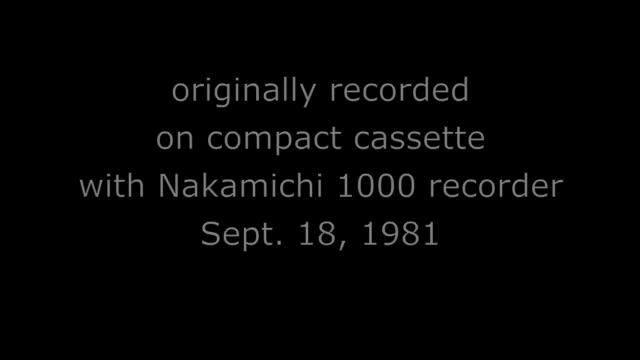 originally recorded
on compact cassette
with Nakamichi 1000 recorder
Sept. 18, 1981